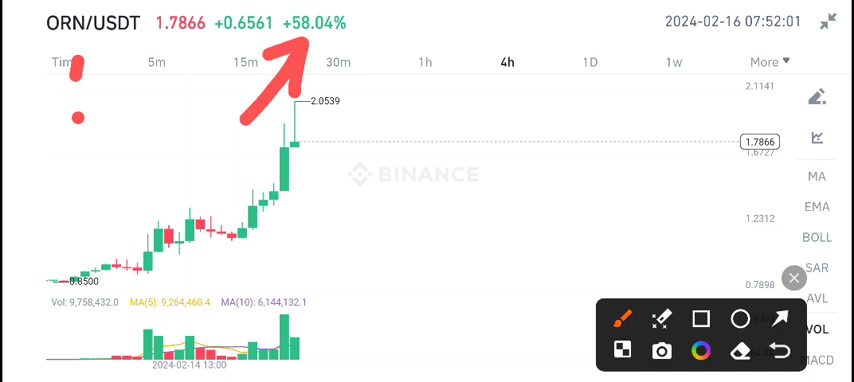 ORN/USDT 1.7866 +0.6561 +58.04% 2024-02-16 07:52:01
5m 15m 30m 1h 4h 1D 1w More
2.1141
2.0539
1.7866
1.6727
BINANCE
MA
EMA
1.2312
BOLL
SAR
0.8500
0.7898
AVL
Vol: 9,758,432.0 MA(5): 9,264,460.4 MA(10): 6,144,132.1
VOL
MACD
2024-02-14 13:00